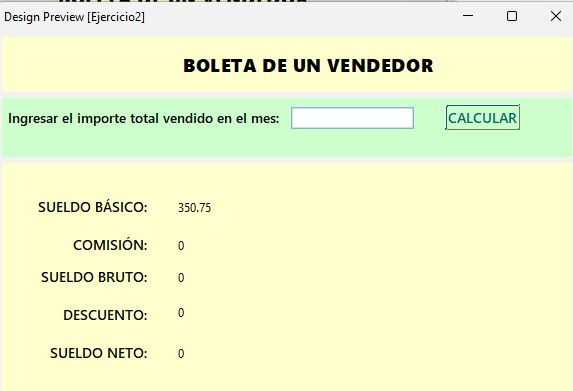 Design Preview [Ejercicio2]
BOLETA DE UN VENDEDOR
Ingresar el importe total vendido en el mes: CALCULAR
SUELDO BÁSICO: 350.75
COMISIÓN: 0
SUELDO BRUTO: 0
DESCUENTO: 0
SUELDO NETO: 0